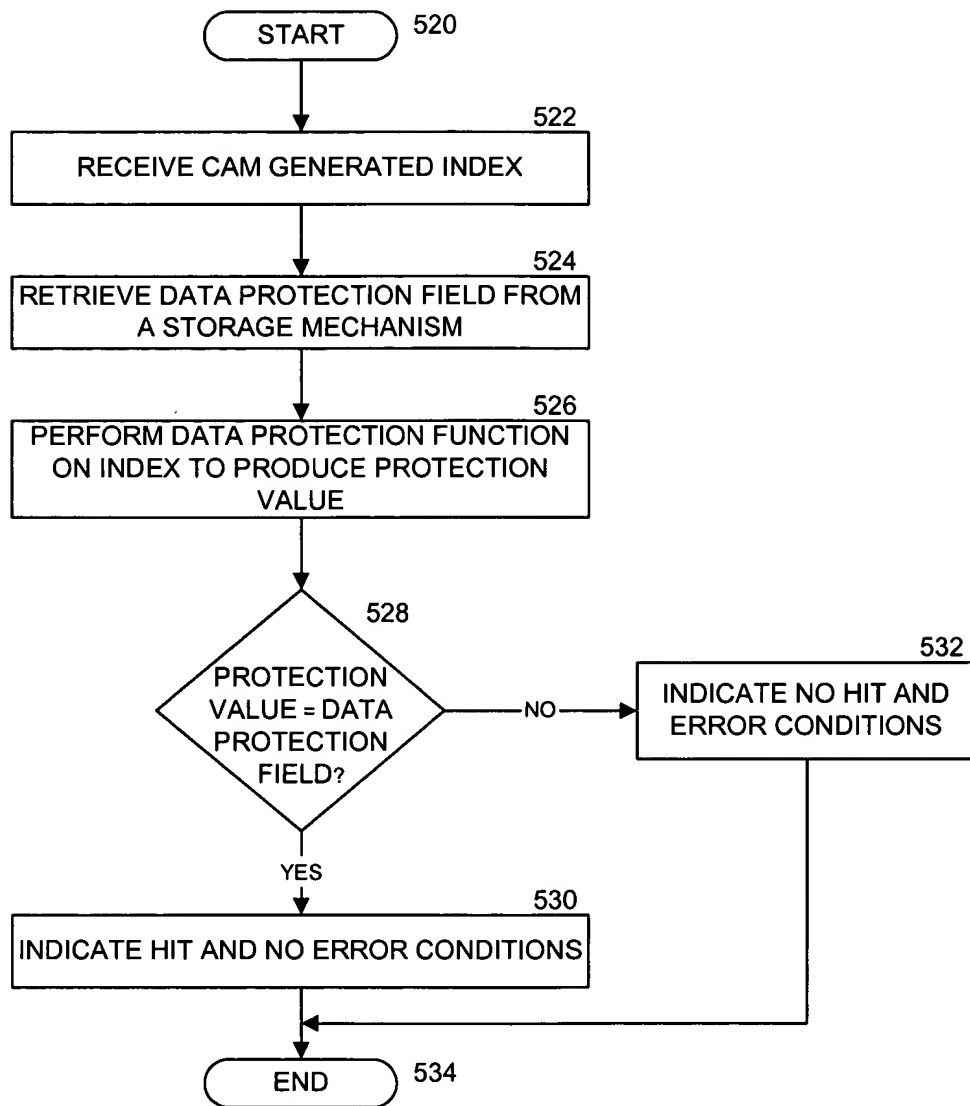 START
520
522
RECEIVE CAM GENERATED INDEX
524
RETRIEVE DATA PROTECTION FIELD FROM
A STORAGE MECHANISM
526
PERFORM DATA PROTECTION FUNCTION
ON INDEX TO PRODUCE PROTECTION
VALUE
528
PROTECTION
VALUE = DATA
PROTECTION
FIELD?
NO
532
INDICATE NO HIT AND
ERROR CONDITIONS
YES
530
INDICATE HIT AND NO ERROR CONDITIONS
END
534